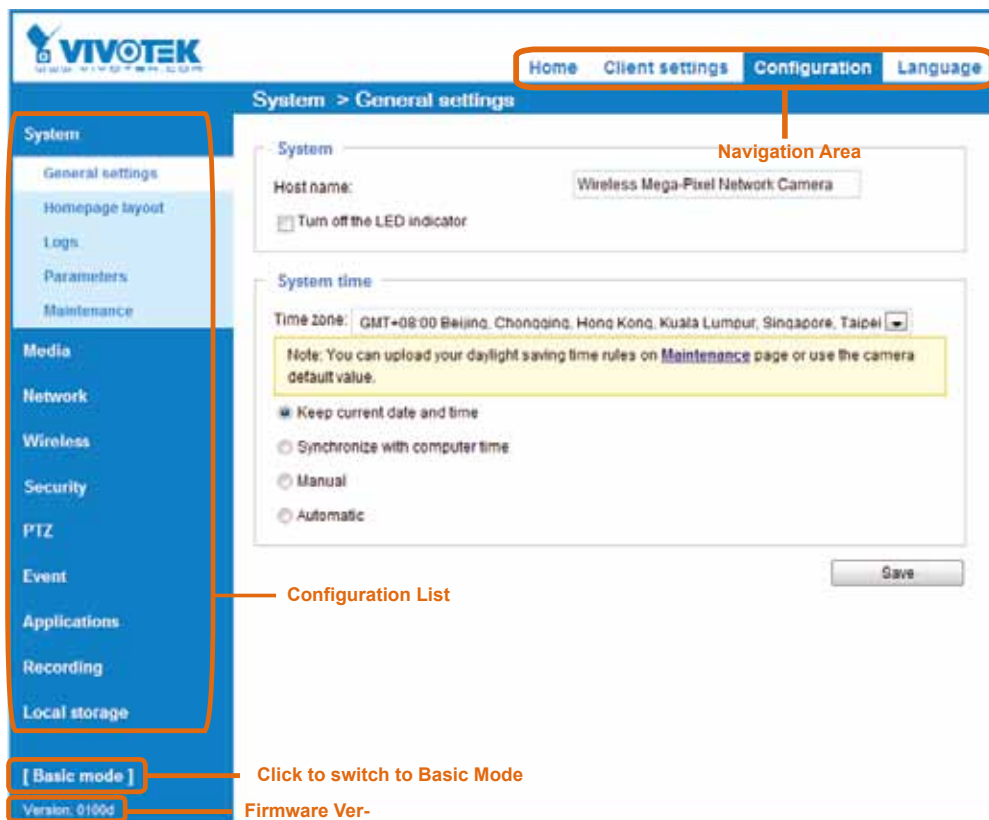 VIVOTEK
WWW.VIVOTEK.COM
Home Client settings Configuration Language
System > General settings
Navigation Area
System
General settings
Homepage layout
Logs
Parameters
Maintenance
Media
Network
Wireless
Security
PTZ
Event
Applications
Recording
Local storage
[ Basic mode ]
Version: 0100d
System
Host name: Wireless Mega-Pixel Network Camera
Turn off the LED indicator
System time
Time zone: GMT+08:00 Beijing, Chongqing, Hong Kong, Kuala Lumpur, Singapore, Taipei
Note: You can upload your daylight saving time rules on Maintenance page or use the camera
default value.
Keep current date and time
Synchronize with computer time
Manual
Automatic
Save
Configuration List
Click to switch to Basic Mode
Firmware Ver-